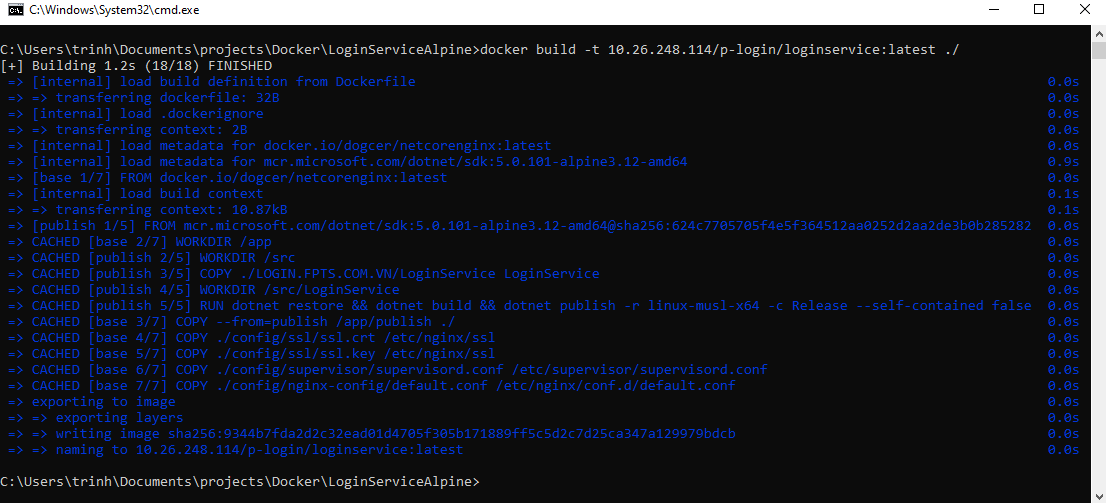 C:\Windows\System32\cmd.exe
C:\Users\trinh\Documents\projects\Docker\LoginServiceAlpine>docker build -t 10.26.248.114/p-login/loginservice:latest ./
[+] Building 1.2s (18/18) FINISHED
=> [internal] load build definition from Dockerfile 0.0s
=> => transferring dockerfile: 32B 0.0s
=> [internal] load .dockerignore 0.0s
=> => transferring context: 2B 0.0s
=> [internal] load metadata for docker.io/dogcer/netcorenginx:latest 0.0s
=> [internal] load metadata for mcr.microsoft.com/dotnet/sdk:5.0.101-alpine3.12-amd64 0.9s
=> [base 1/7] FROM docker.io/dogcer/netcorenginx:latest 0.0s
=> [internal] load build context 0.1s
=> => transferring context: 10.87kB 0.1s
=> [publish 1/5] FROM mcr.microsoft.com/dotnet/sdk:5.0.101-alpine3.12-amd64@sha256:624c7705705f4e5f364512aa0252d2aa2de3b0b285282 0.0s
=> CACHED [base 2/7] WORKDIR /app 0.0s
=> CACHED [publish 2/5] WORKDIR /src 0.0s
=> CACHED [publish 3/5] COPY ./LOGIN.FPTS.COM.VN/LoginService LoginService 0.0s
=> CACHED [publish 4/5] WORKDIR /src/LoginService 0.0s
=> CACHED [publish 5/5] RUN dotnet restore && dotnet build && dotnet publish -r linux-musl-x64 -c Release --self-contained false 0.0s
=> CACHED [base 3/7] COPY --from=publish /app/publish ./ 0.0s
=> CACHED [base 4/7] COPY ./config/ssl/ssl.crt /etc/nginx/ssl 0.0s
=> CACHED [base 5/7] COPY ./config/ssl/ssl.key /etc/nginx/ssl 0.0s
=> CACHED [base 6/7] COPY ./config/supervisor/supervisord.conf /etc/supervisor/supervisord.conf 0.0s
=> CACHED [base 7/7] COPY ./config/nginx-config/default.conf /etc/nginx/conf.d/default.conf 0.0s
=> exporting to image 0.0s
=> => exporting layers 0.0s
=> => writing image sha256:9344b7fda2d2c32ead01d4705f305b171889ff5c5d2c7d25ca347a129979bdcb 0.0s
=> => naming to 10.26.248.114/p-login/loginservice:latest 0.0s
C:\Users\trinh\Documents\projects\Docker\LoginServiceAlpine>